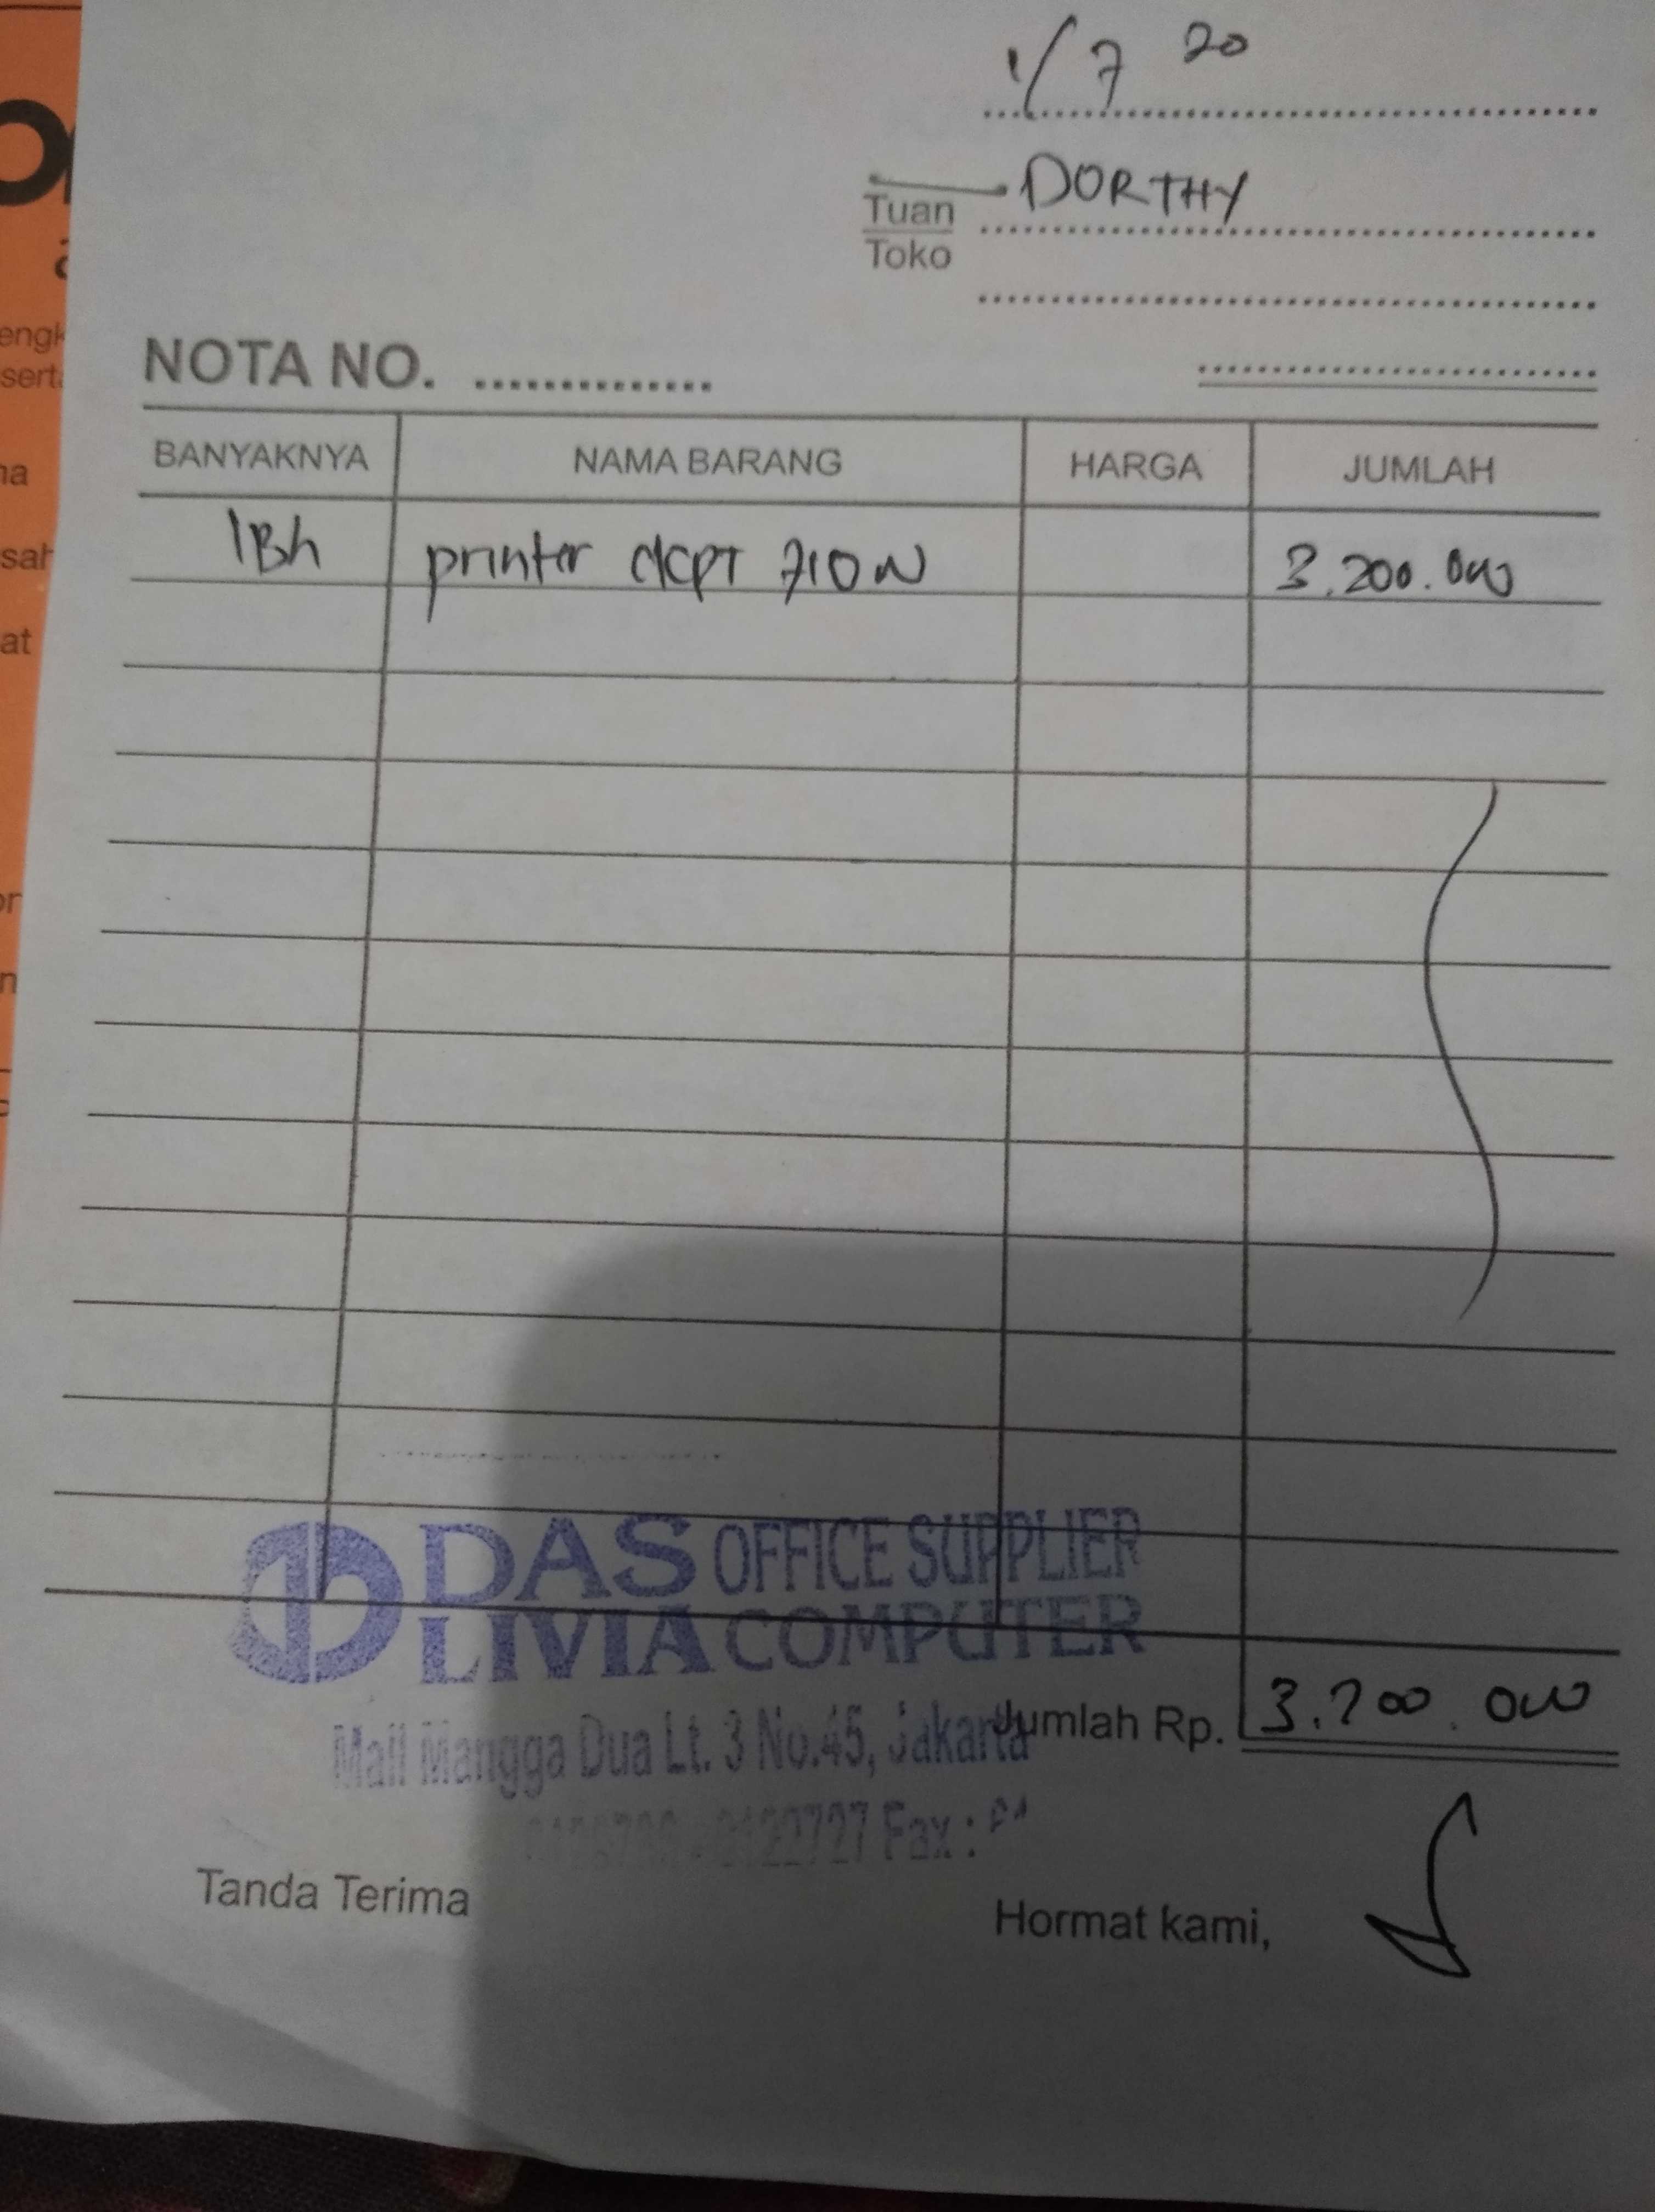 1/7 20
DORTHY
Tuan
Toko
NOTA NO. ..............
BANYAKNYA NAMA BARANG HARGA JUMLAH
1Bh printer dcpt 710w 3.200.000
DAS OFFICE SUPPLIER
LIVIA COMPUTER
Mall Mangga Dua Lt. 3 No.45, Jakarta
Jumlah Rp. 3.200.000
Fax :
Tanda Terima
Hormat kami,